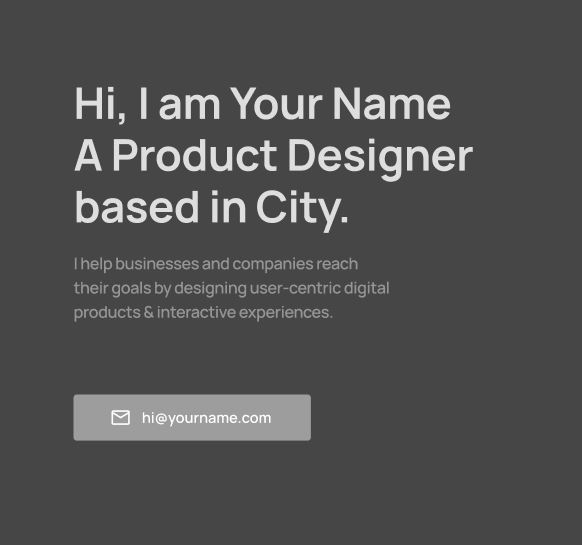 Hi, I am Your Name
A Product Designer
based in City.
I help businesses and companies reach
their goals by designing user-centric digital
products & interactive experiences.
hi@yourname.com